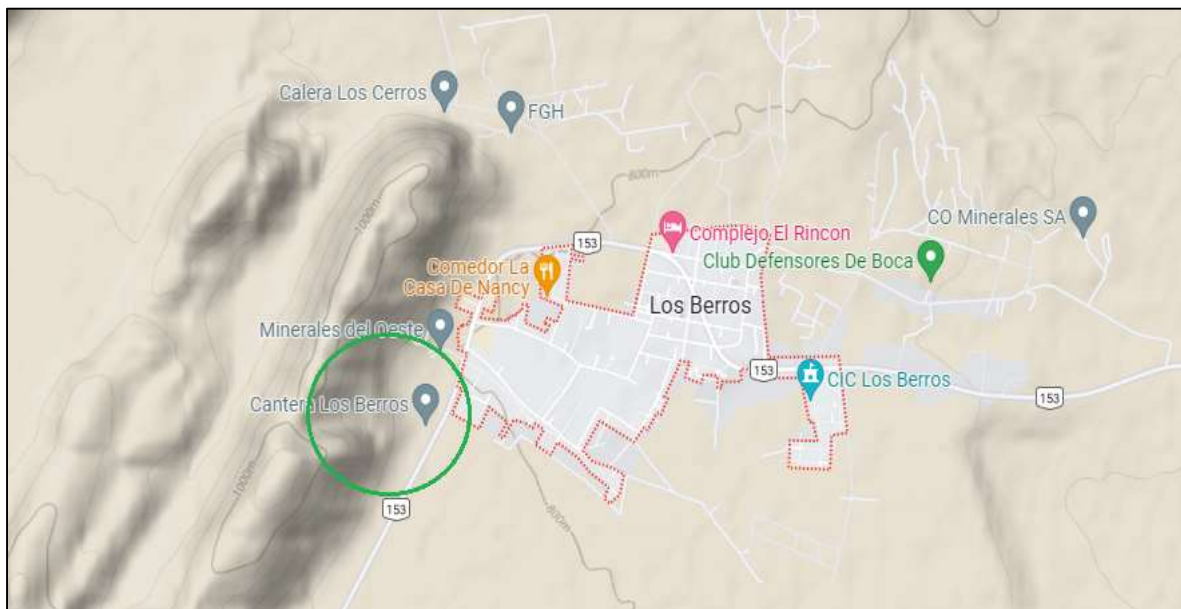 Calera Los Cerros
FGH
800m
1000m
CO Minerales SA
153
Complejo El Rincon
Club Defensores De Boca
Comedor La
Casa De Nancy
Los Berros
Minerales del Oeste
153
CIC Los Berros
153
Cantera Los Berros
1000m
153
800m